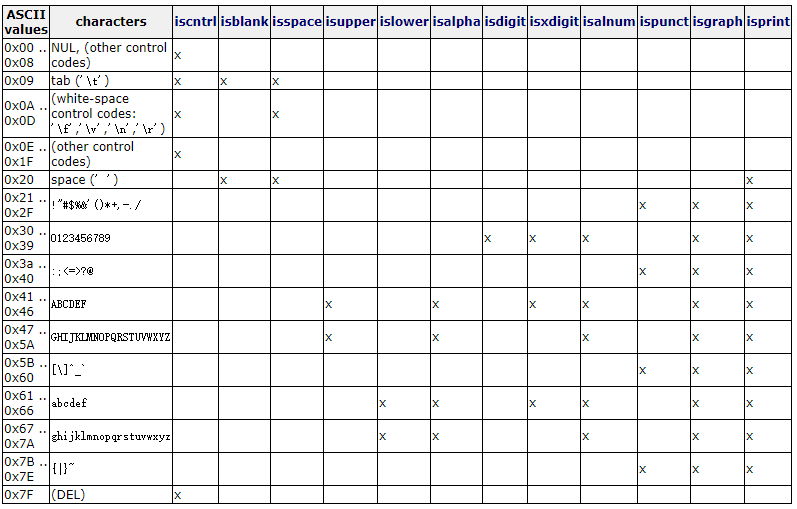 ASCII values characters iscntrl isblank isspace isupper islower isalpha isdigit isxdigit isalnum ispunct isgraph isprint
0x00 .. 0x08 NUL, (other control codes) x
0x09 tab ('\t') x x x
0x0A .. 0x0D (white-space control codes: '\f','\v','\n','\r') x x
0x0E .. 0x1F (other control codes) x
0x20 space (' ') x x x
0x21 .. 0x2F !"#$%&'()*+,-./ x x x
0x30 .. 0x39 0123456789 x x x x x
0x3a .. 0x40 :;<=>?@ x x x
0x41 .. 0x46 ABCDEF x x x x x x
0x47 .. 0x5A GHIJKLMNOPQRSTUVWXYZ x x x x x
0x5B .. 0x60 [\]^_` x x x
0x61 .. 0x66 abcdef x x x x x x
0x67 .. 0x7A ghijklmnopqrstuvwxyz x x x x x
0x7B .. 0x7E {|}~ x x x
0x7F (DEL) x